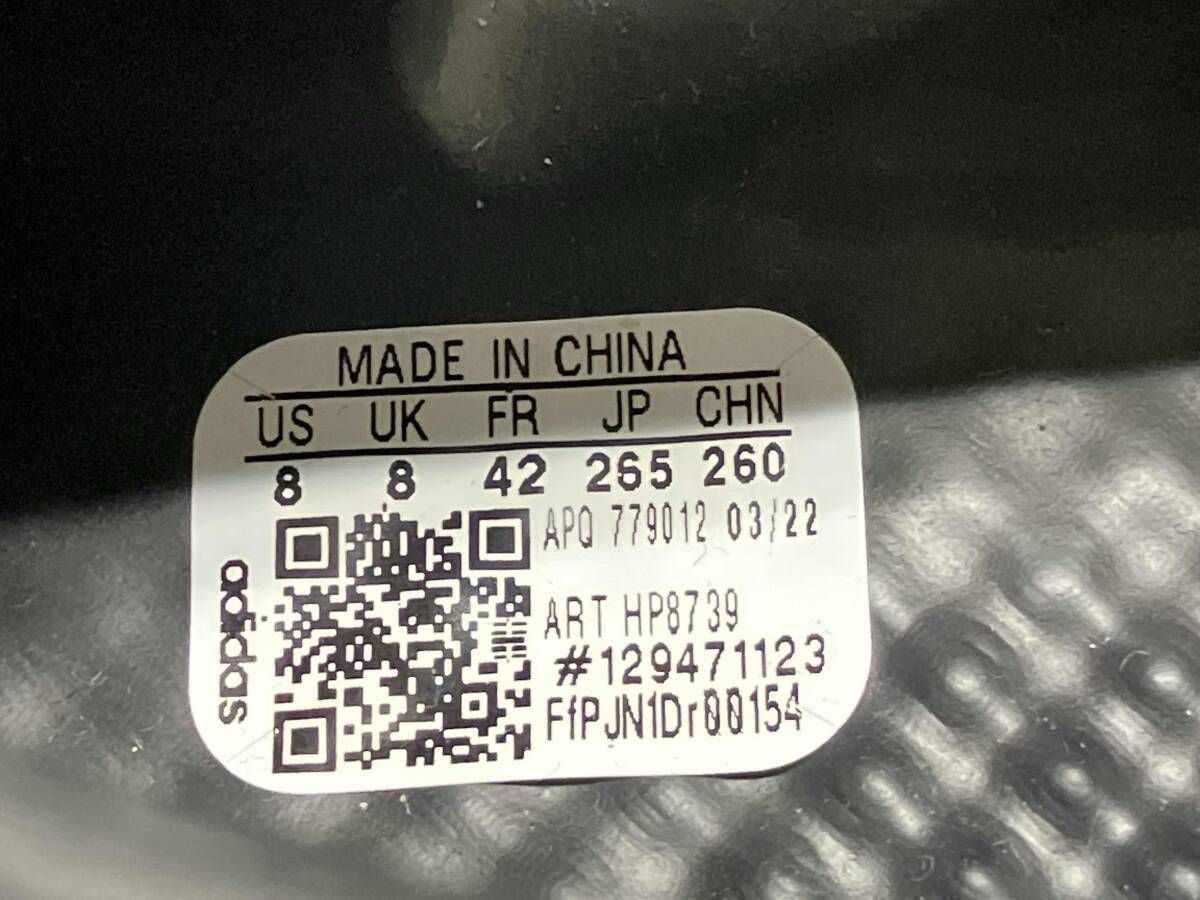 MADE IN CHINA
US UK FR JP CHN
8 8 42 265 260
APQ 779012 03/22
ART HP8739
#129471123
FfPJN1Dr00154
adidas